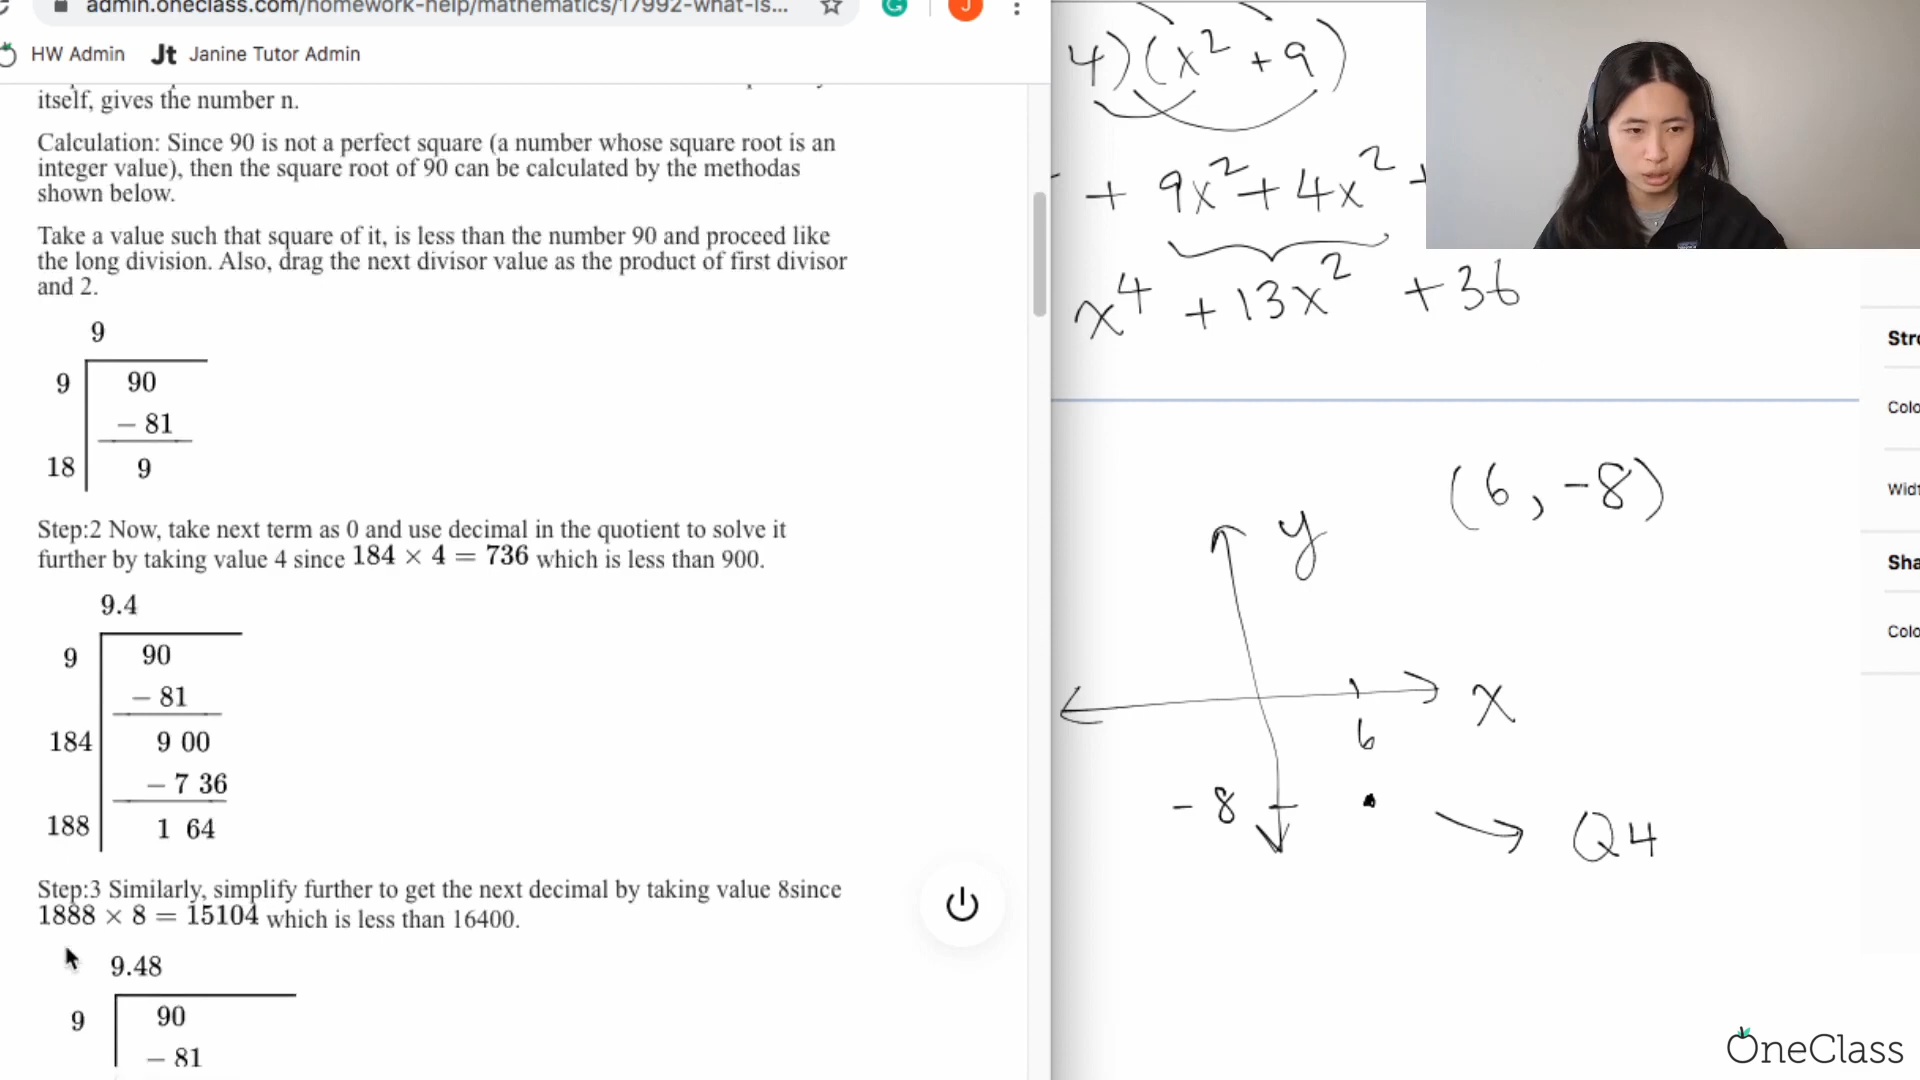 admin.oneclass.com/homework-help/mathematics/17992-what-is...
HW Admin Jt Janine Tutor Admin
itself, gives the number n.
Calculation: Since 90 is not a perfect square (a number whose square root is an
integer value), then the square root of 90 can be calculated by the methodas
shown below.
Take a value such that square of it, is less than the number 90 and proceed like
the long division. Also, drag the next divisor value as the product of first divisor
and 2.
9
9 90
− 81
18 9
Step:2 Now, take next term as 0 and use decimal in the quotient to solve it
further by taking value 4 since 184 × 4 = 736 which is less than 900.
9.4
9 90
− 81
184 9 00
− 7 36
188 1 64
Step:3 Similarly, simplify further to get the next decimal by taking value 8since
1888 × 8 = 15104 which is less than 16400.
9.48
9 90
− 81
J
4)(x² + 9)
+ 9x² + 4x² +
x⁴ + 13x² + 36
(6, -8)
y
x
6
- 8
Q4
OneClass